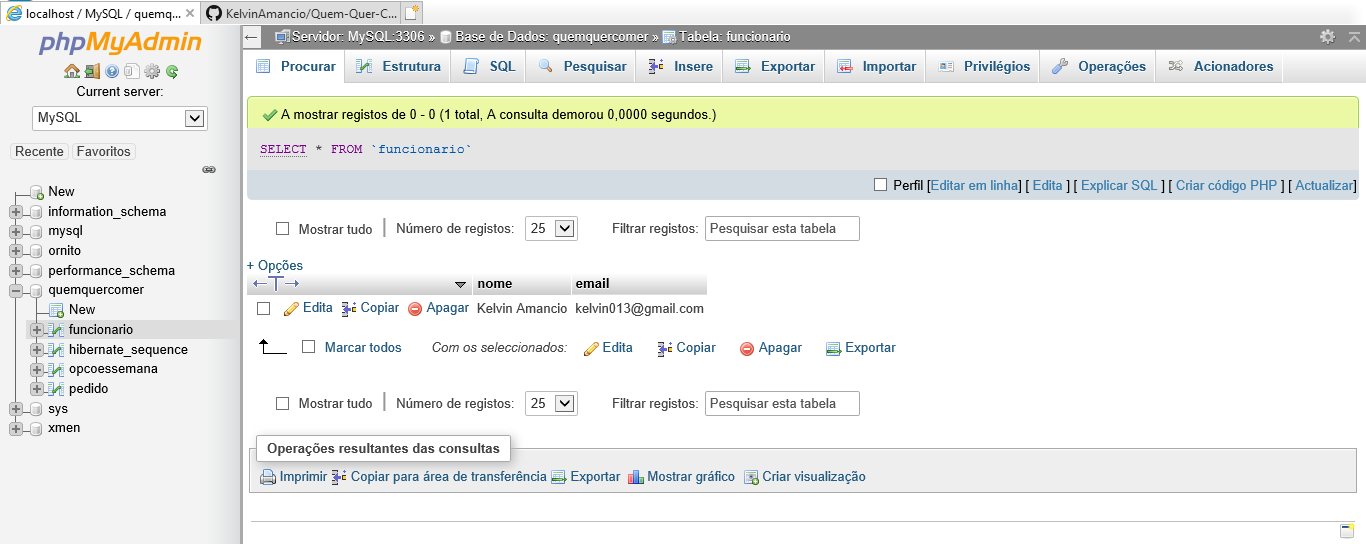 localhost / MySQL / quemq...
KelvinAmancio/Quem-Quer-C...
phpMyAdmin
Current server:
MySQL
Recente Favoritos
New
information_schema
mysql
ornito
performance_schema
quemquercomer
New
funcionario
hibernate_sequence
opcoessemana
pedido
sys
xmen
Servidor: MySQL:3306 » Base de Dados: quemquercomer » Tabela: funcionario
Procurar Estrutura SQL Pesquisar Insere Exportar Importar Privilégios Operações Acionadores
A mostrar registos de 0 - 0 (1 total, A consulta demorou 0,0000 segundos.)
SELECT * FROM `funcionario`
Perfil [Editar em linha] [ Edita ] [ Explicar SQL ] [ Criar código PHP ] [ Actualizar]
Mostrar tudo | Número de registos: 25 Filtrar registos: Pesquisar esta tabela
+ Opções
←T→ nome email
Edita Copiar Apagar Kelvin Amancio kelvin013@gmail.com
Marcar todos Com os seleccionados: Edita Copiar Apagar Exportar
Mostrar tudo | Número de registos: 25 Filtrar registos: Pesquisar esta tabela
Operações resultantes das consultas
Imprimir Copiar para área de transferência Exportar Mostrar gráfico Criar visualização